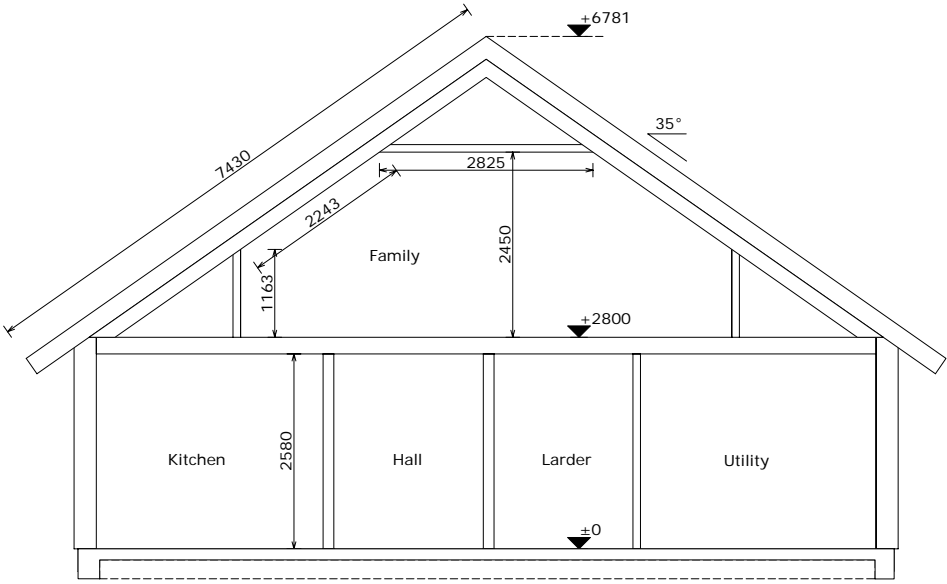 +6781
35°
7430
2825
2243
2450
Family
1163
+2800
2580
Kitchen
Hall
Larder
Utility
±0